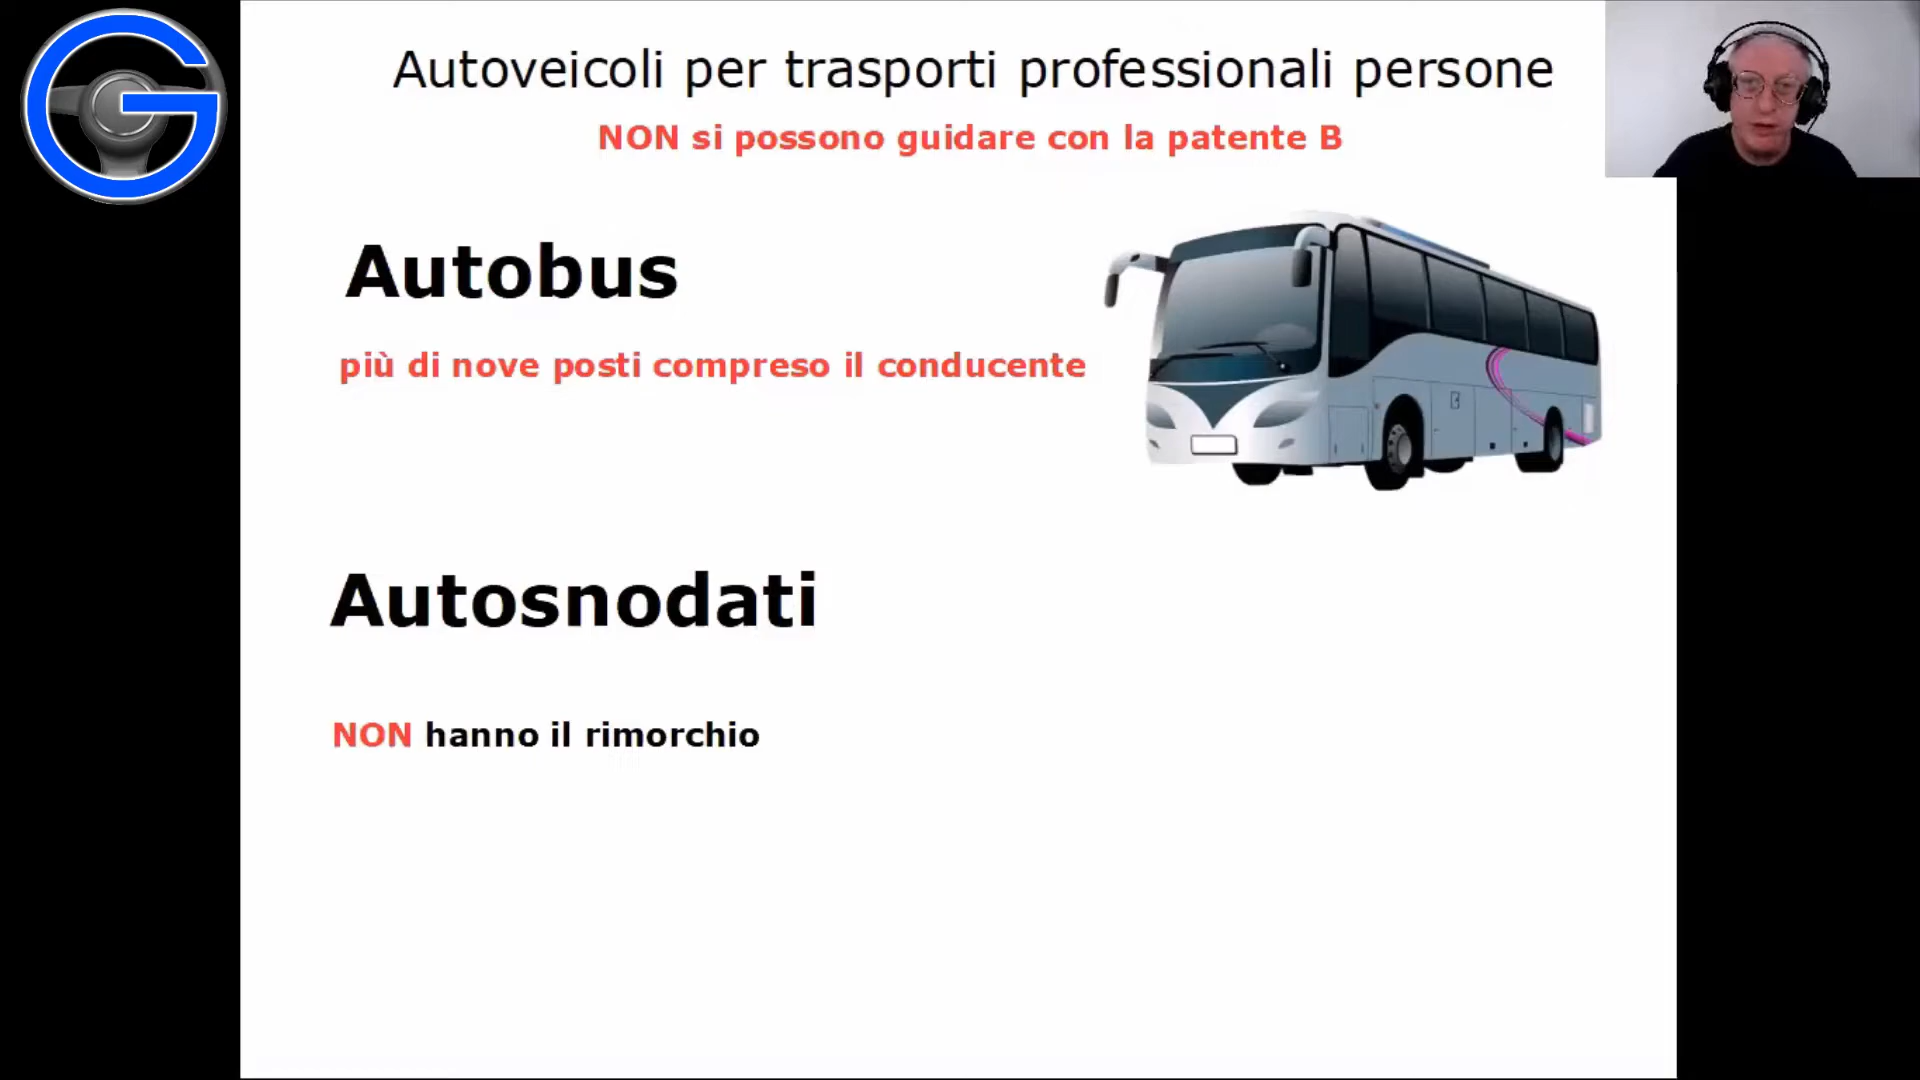 G
Autoveicoli per trasporti professionali persone
NON si possono guidare con la patente B
Autobus
più di nove posti compreso il conducente
Autosnodati
NON hanno il rimorchio